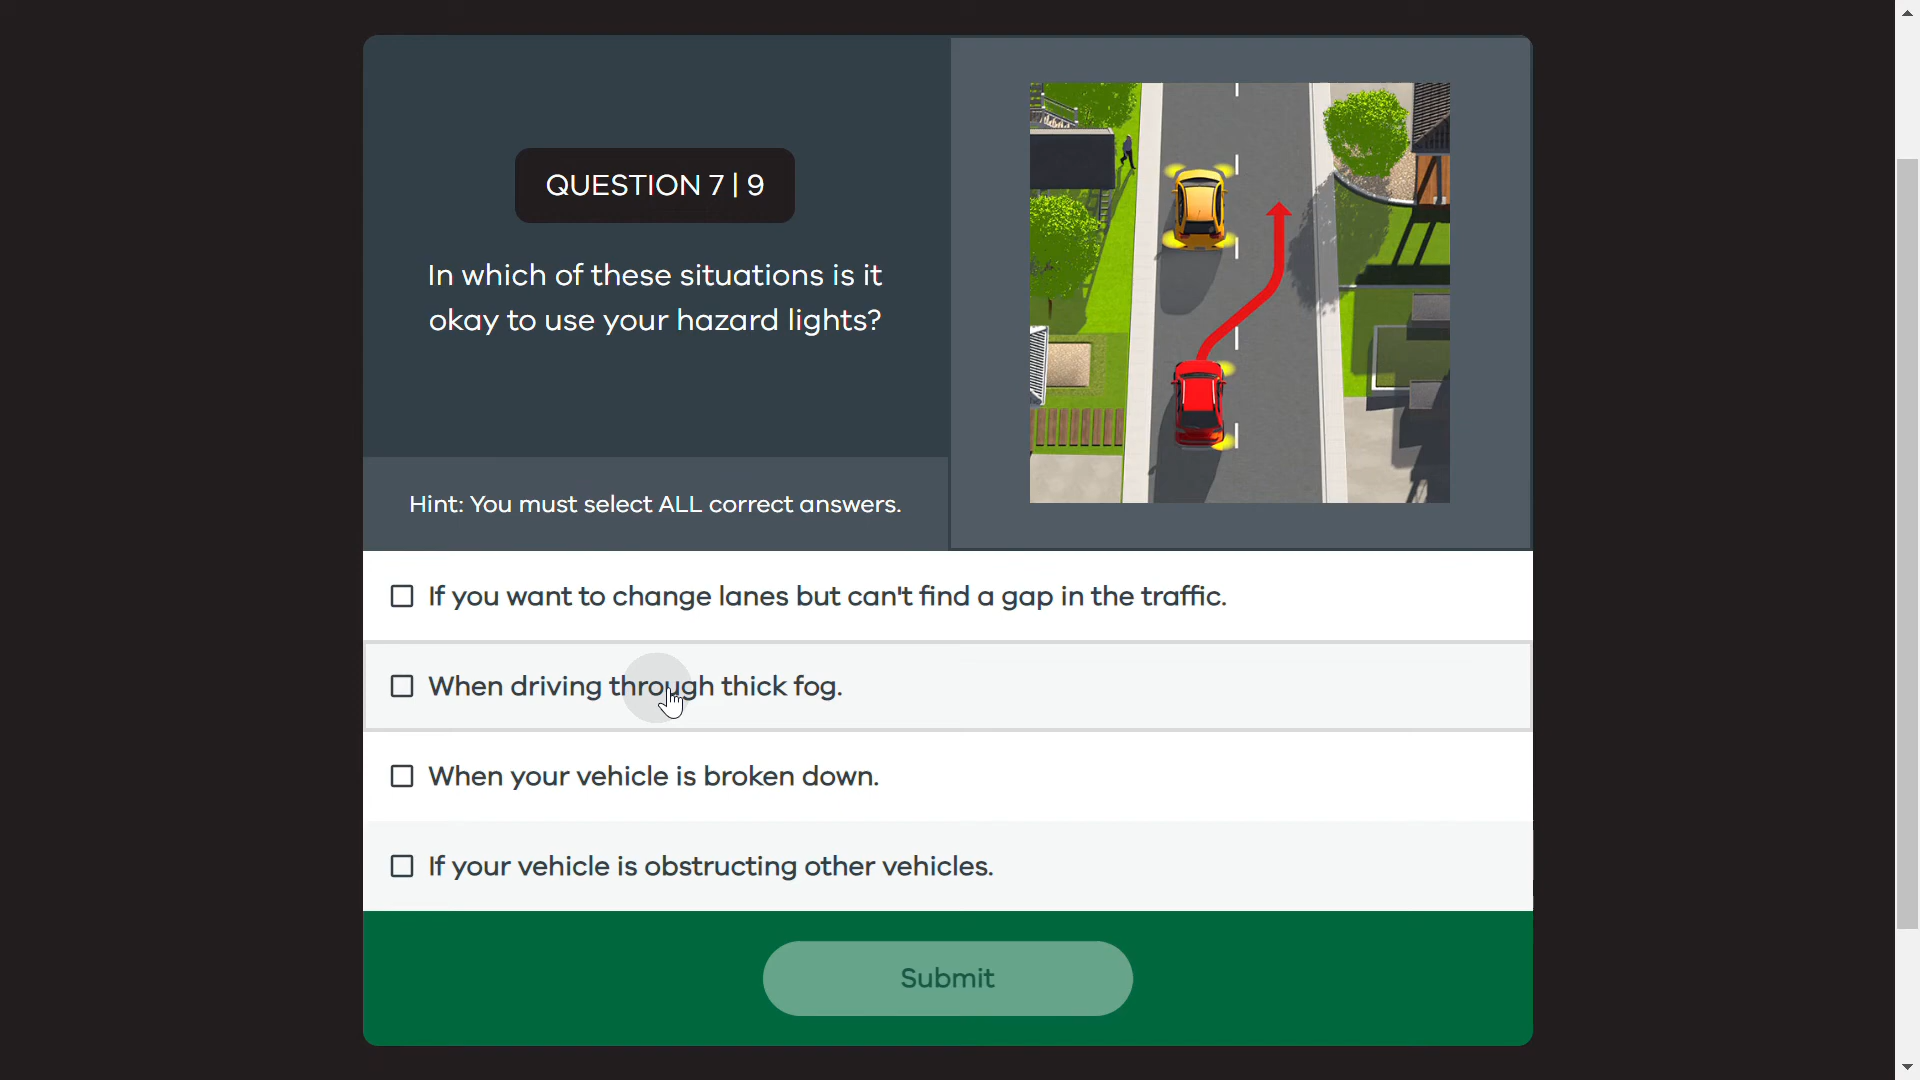 QUESTION 7 | 9
In which of these situations is it
okay to use your hazard lights?
Hint: You must select ALL correct answers.
If you want to change lanes but can't find a gap in the traffic.
When driving through thick fog.
When your vehicle is broken down.
If your vehicle is obstructing other vehicles.
Submit